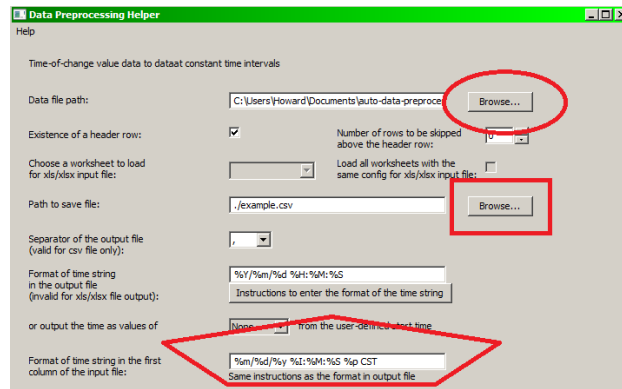 Data Preprocessing Helper
Help
Time-of-change value data to dataat constant time intervals
Data file path:
C:\Users\Howard\Documents\auto-data-preproce
Browse...
Existence of a header row:
Number of rows to be skipped
above the header row:
0
Choose a worksheet to load
for xls/xlsx input file:
Load all worksheets with the
same config for xls/xlsx input file:
Path to save file:
./example.csv
Browse...
Separator of the output file
(valid for csv file only):
,
Format of time string
in the output file
(invalid for xls/xlsx file output):
%Y/%m/%d %H:%M:%S
Instructions to enter the format of the time string
or output the time as values of
None
from the user-defined start time
Format of time string in the first
column of the input file:
%m/%d/%y %I:%M:%S %p CST
Same instructions as the format in output file